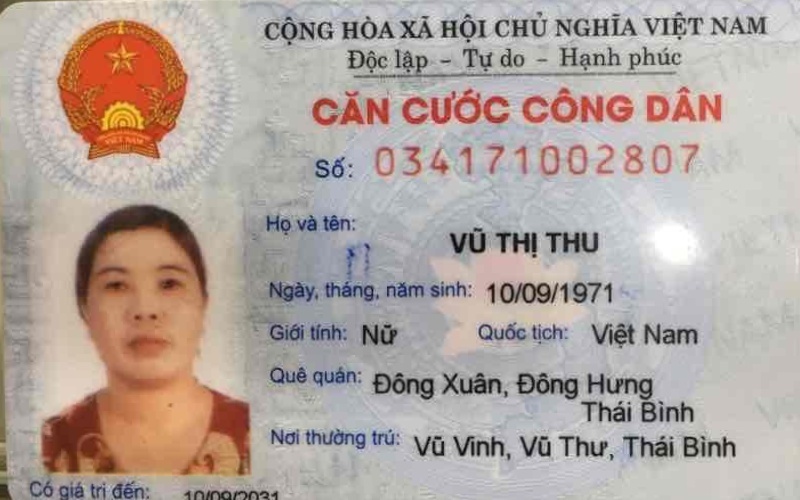 CỘNG HÒA XÃ HỘI CHỦ NGHĨA VIỆT NAM
Độc lập - Tự do - Hạnh phúc
CĂN CƯỚC CÔNG DÂN
Số: 034171002807
Họ và tên:
VŨ THỊ THU
Ngày, tháng, năm sinh: 10/09/1971
Giới tính: Nữ Quốc tịch: Việt Nam
Quê quán: Đông Xuân, Đông Hưng
Thái Bình
Nơi thường trú: Vũ Vinh, Vũ Thư, Thái Bình
Có giá trị đến: 10/09/2031
VIỆT NAM